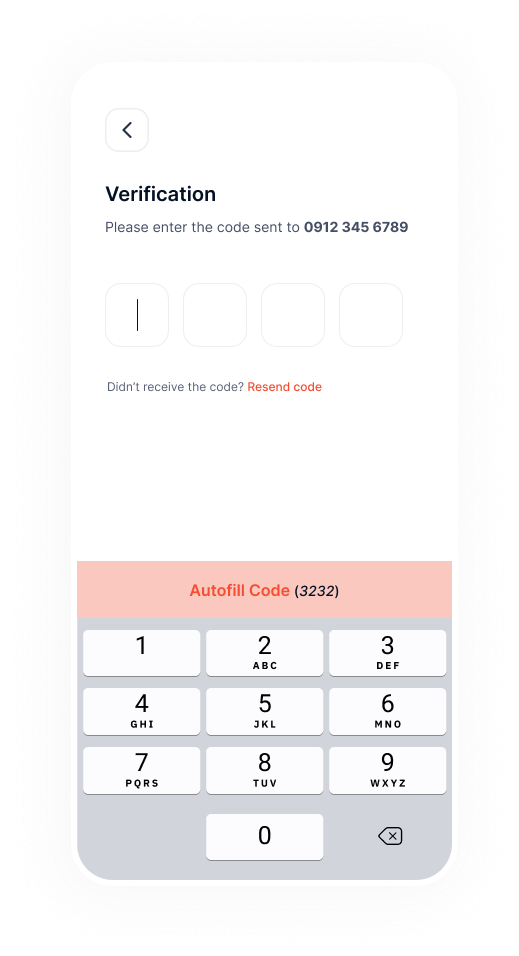 Verification
Please enter the code sent to 0912 345 6789
Didn't receive the code? Resend code
Autofill Code (3232)
1
2
ABC
3
DEF
4
GHI
5
JKL
6
MNO
7
PQRS
8
TUV
9
WXYZ
0